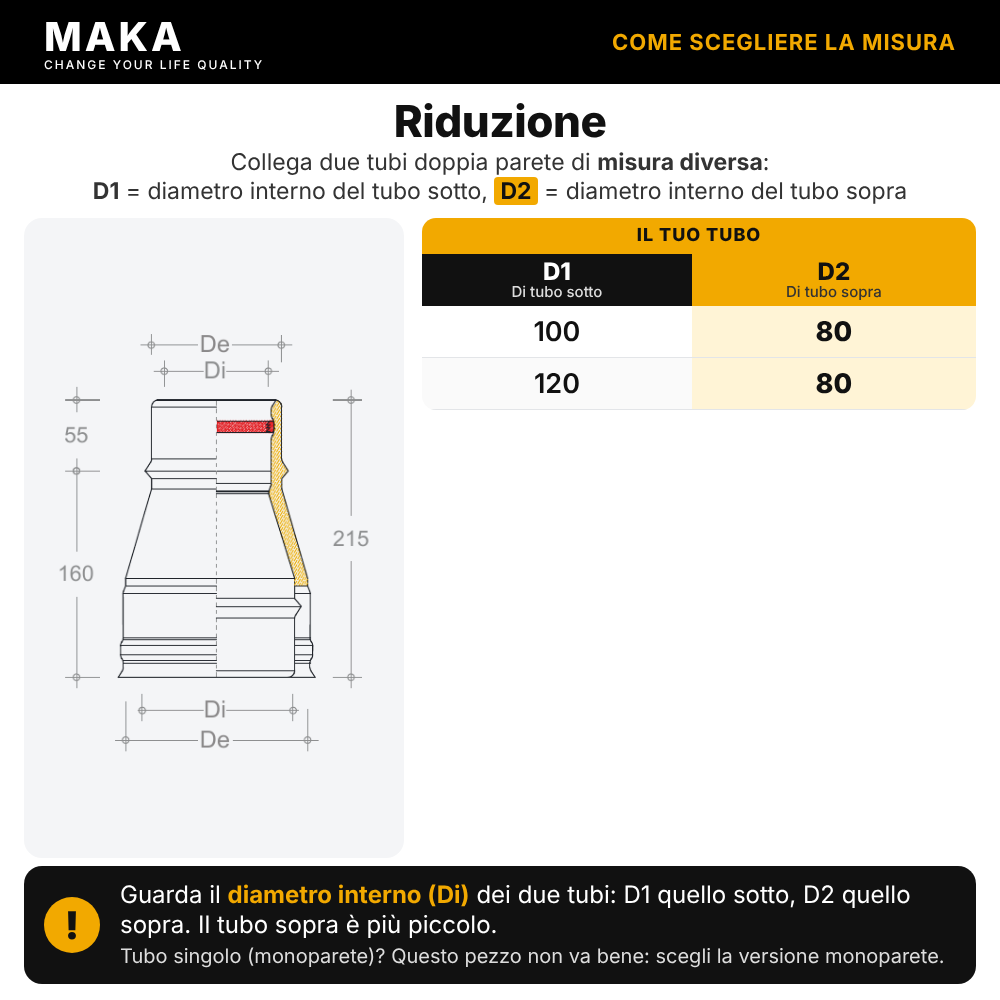 MAKA
CHANGE YOUR LIFE QUALITY
COME SCEGLIERE LA MISURA
Riduzione
Collega due tubi doppia parete di misura diversa:
D1 = diametro interno del tubo sotto, D2 = diametro interno del tubo sopra
De
Di
55
160
215
Di
De
IL TUO TUBO
D1 D2
Di tubo sotto Di tubo sopra
100 80
120 80
!
Guarda il diametro interno (Di) dei due tubi: D1 quello sotto, D2 quello
sopra. Il tubo sopra è più piccolo.
Tubo singolo (monoparete)? Questo pezzo non va bene: scegli la versione monoparete.